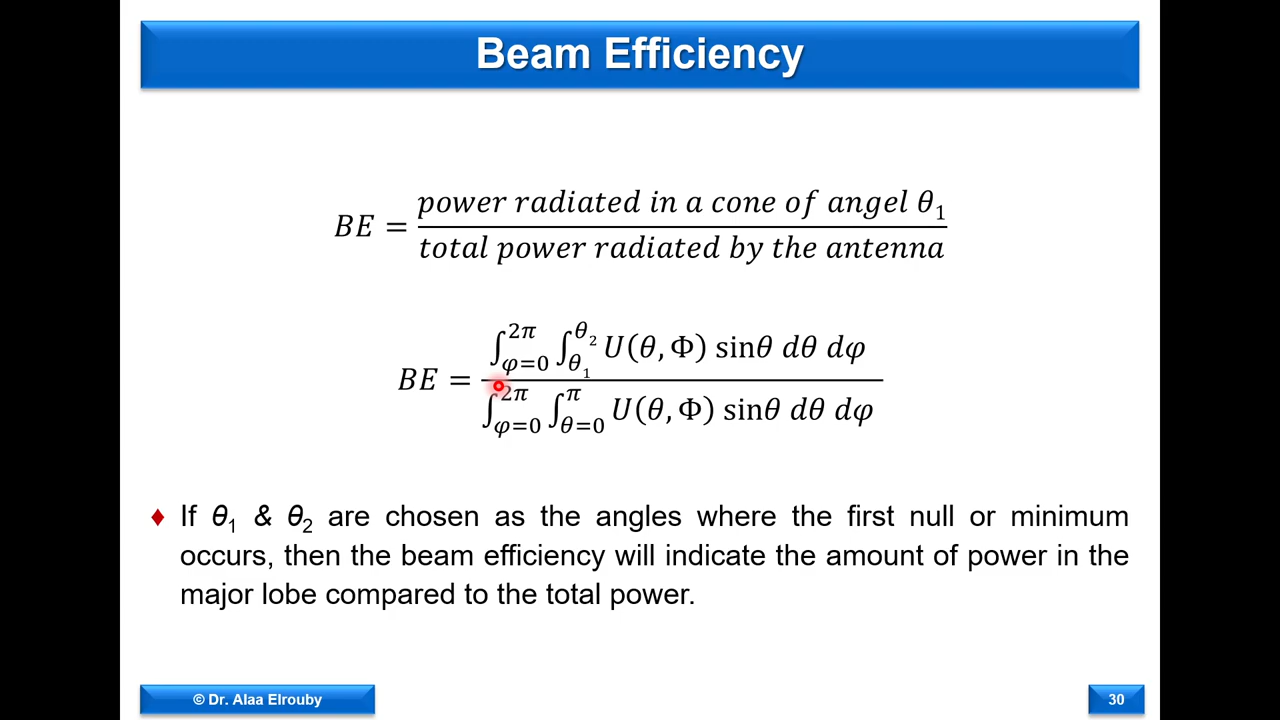 Beam Efficiency
BE = power radiated in a cone of angel θ₁ / total power radiated by the antenna
BE = ∫_{φ=0}^{2π} ∫_{θ₁}^{θ₂} U(θ, Φ) sinθ dθ dφ / ∫_{φ=0}^{2π} ∫_{θ=0}^{π} U(θ, Φ) sinθ dθ dφ
♦ If θ₁ & θ₂ are chosen as the angles where the first null or minimum
occurs, then the beam efficiency will indicate the amount of power in the
major lobe compared to the total power.
© Dr. Alaa Elrouby
30